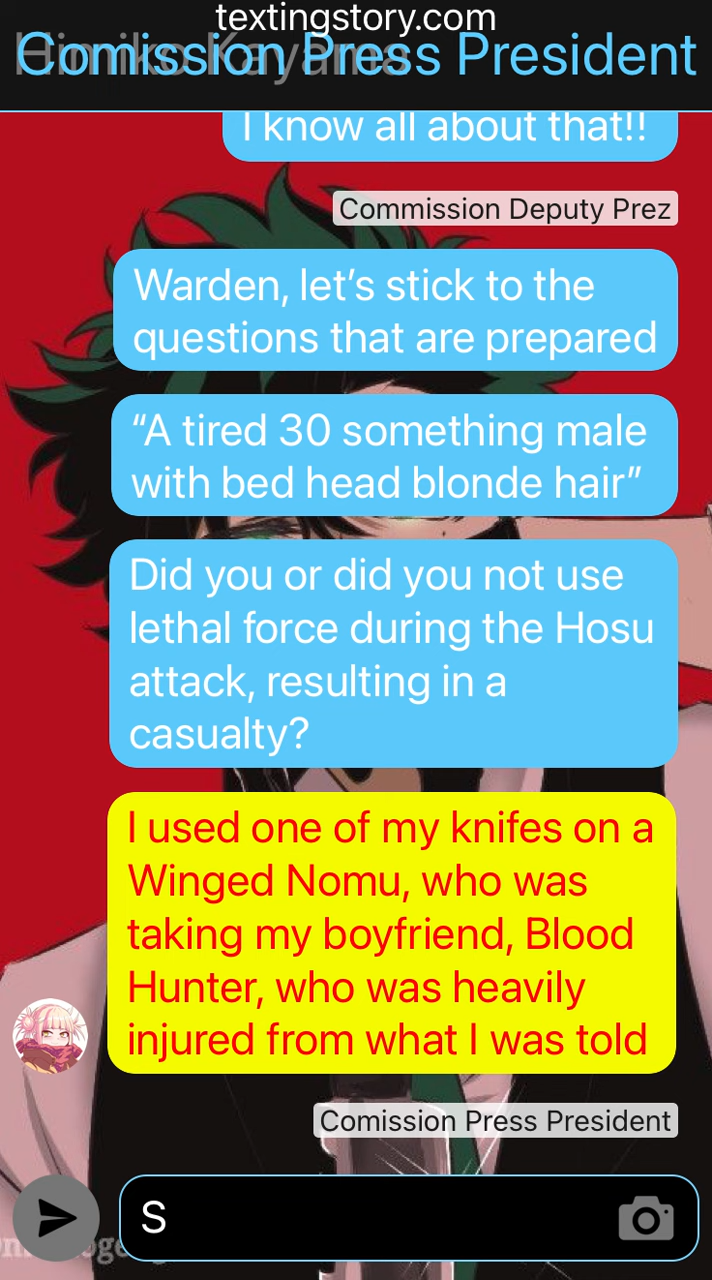 textingstory.com
Comission Press President
Himiko Kayama
I know all about that!!
Commission Deputy Prez
Warden, let’s stick to the
questions that are prepared
“A tired 30 something male
with bed head blonde hair”
Did you or did you not use
lethal force during the Hosu
attack, resulting in a
casualty?
I used one of my knifes on a
Winged Nomu, who was
taking my boyfriend, Blood
Hunter, who was heavily
injured from what I was told
Comission Press President
S